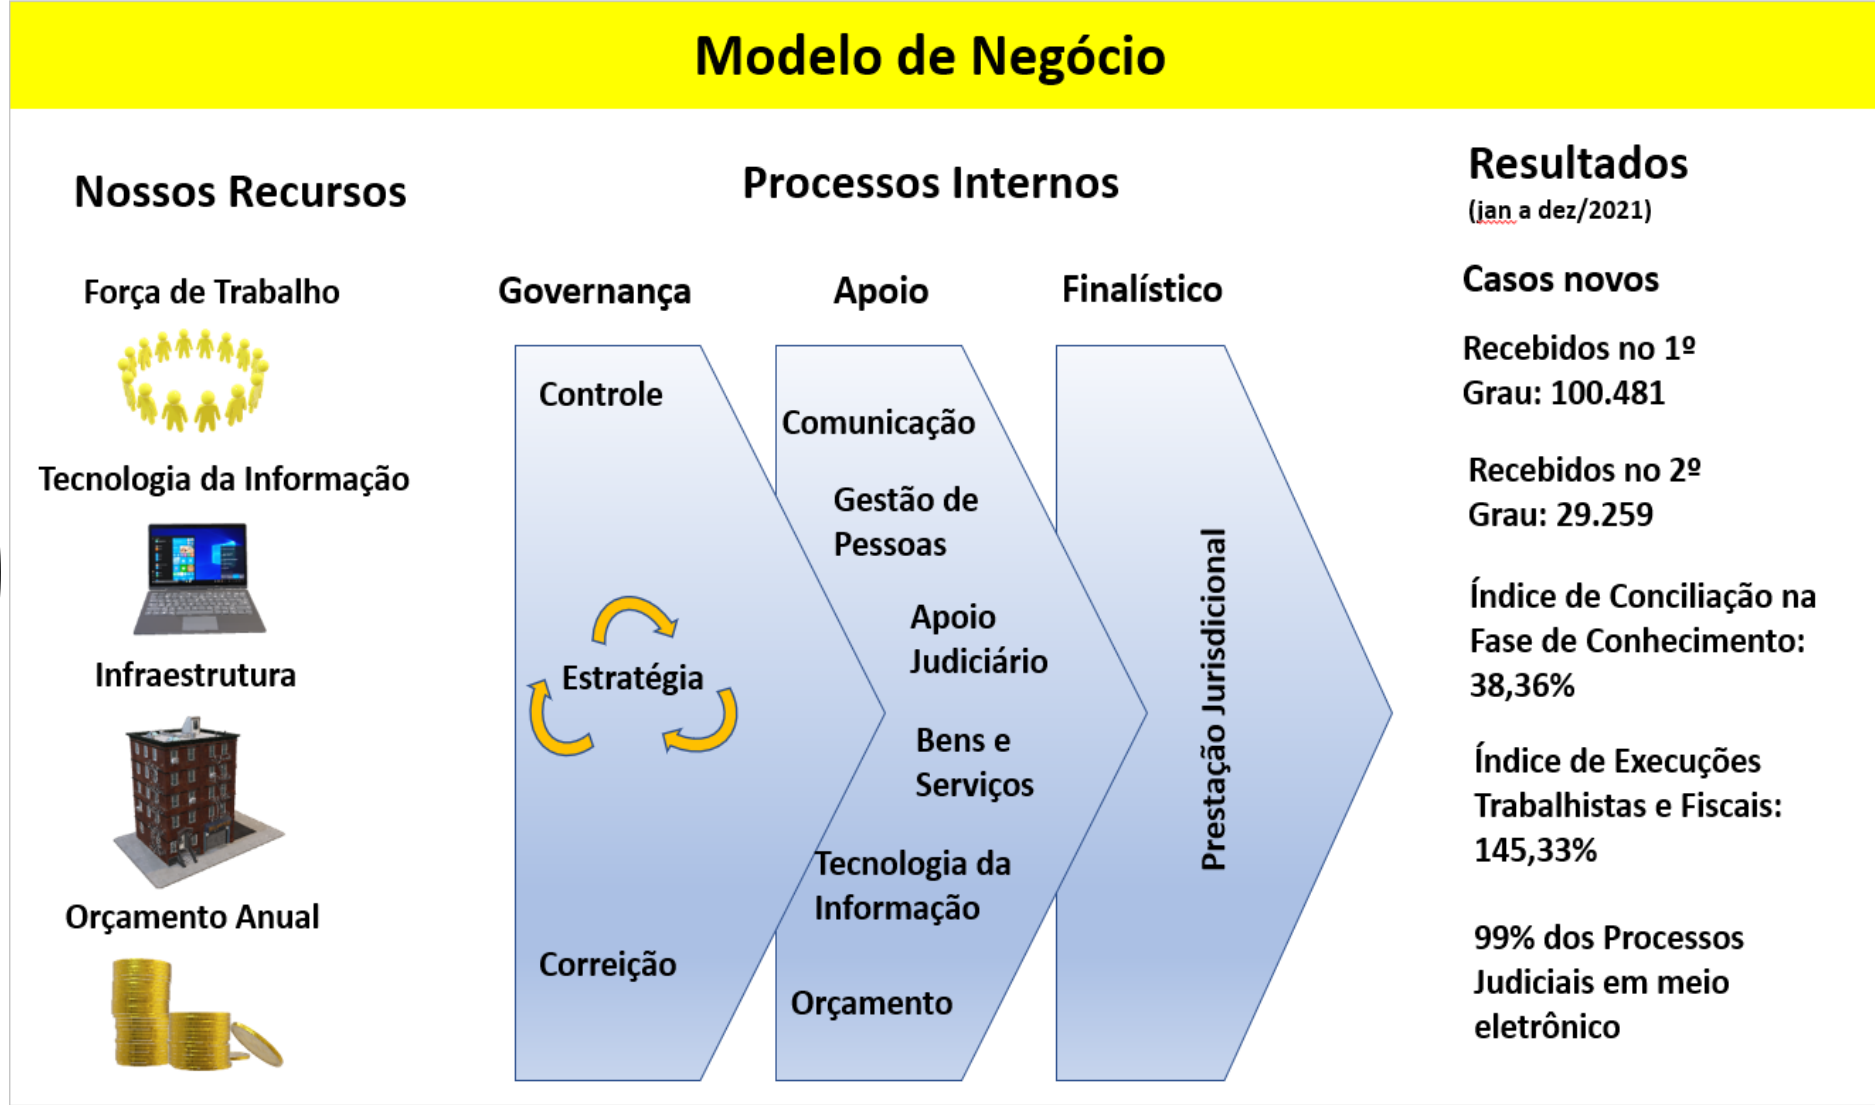 Modelo de Negócio
Nossos Recursos
Força de Trabalho
Tecnologia da Informação
Infraestrutura
Orçamento Anual
Processos Internos
Governança
Controle
Estratégia
Correição
Apoio
Comunicação
Gestão de
Pessoas
Apoio
Judiciário
Bens e
Serviços
Tecnologia da
Informação
Orçamento
Finalístico
Prestação Jurisdicional
Resultados
(jan a dez/2021)
Casos novos
Recebidos no 1º
Grau: 100.481
Recebidos no 2º
Grau: 29.259
Índice de Conciliação na
Fase de Conhecimento:
38,36%
Índice de Execuções
Trabalhistas e Fiscais:
145,33%
99% dos Processos
Judiciais em meio
eletrônico